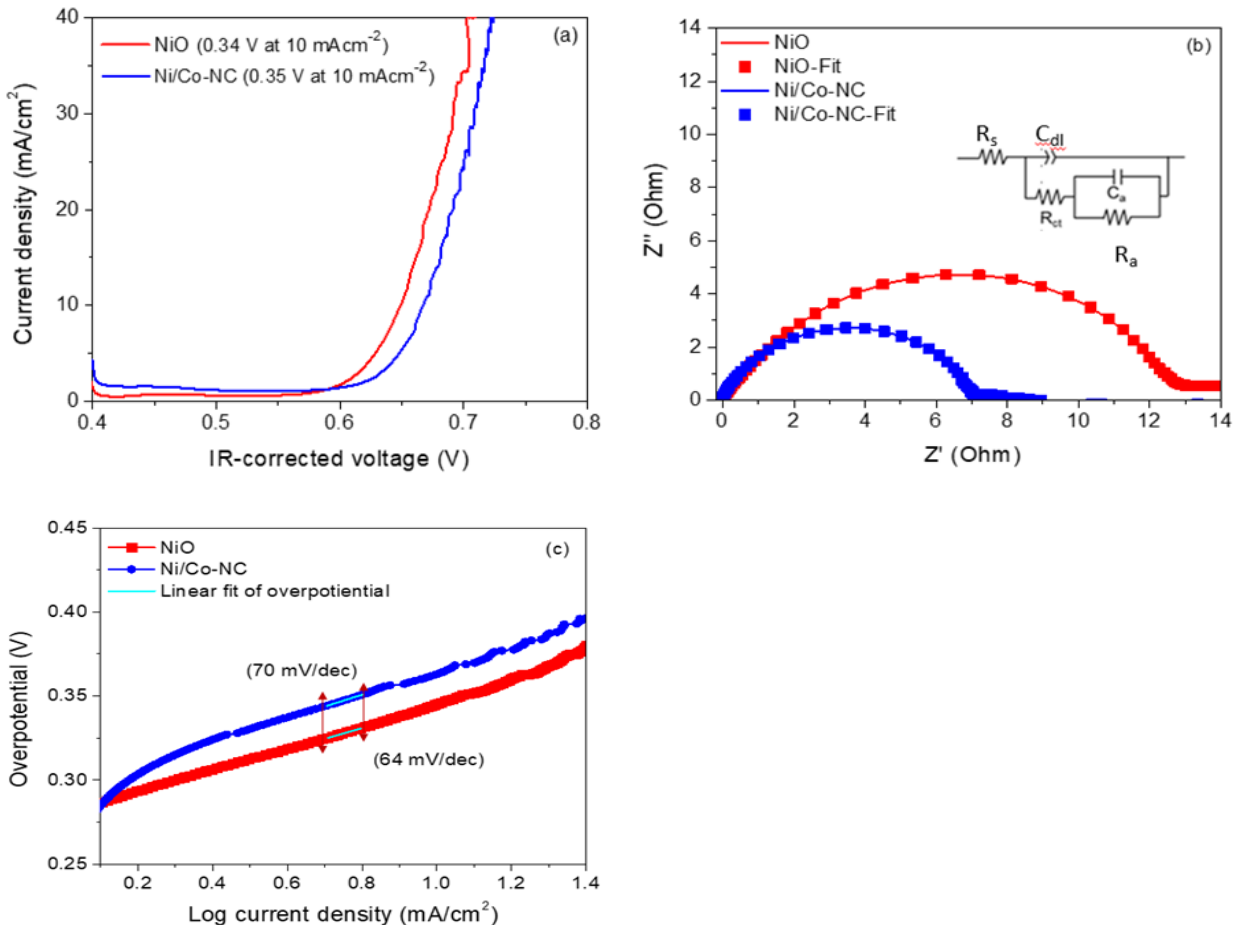 (a)
NiO (0.34 V at 10 mAcm⁻²)
Ni/Co-NC (0.35 V at 10 mAcm⁻²)
Current density (mA/cm²)
40
30
20
10
0
0.4
0.5
0.6
0.7
0.8
IR-corrected voltage (V)
(b)
NiO
NiO-Fit
Ni/Co-NC
Ni/Co-NC-Fit
Rs
Cdl
Ca
Rct
Ra
Z'' (Ohm)
14
12
10
8
6
4
2
0
0
2
4
6
8
10
12
14
Z' (Ohm)
(c)
NiO
Ni/Co-NC
Linear fit of overpotiential
(70 mV/dec)
(64 mV/dec)
Overpotential (V)
0.45
0.40
0.35
0.30
0.25
0.2
0.4
0.6
0.8
1.0
1.2
1.4
Log current density (mA/cm²)